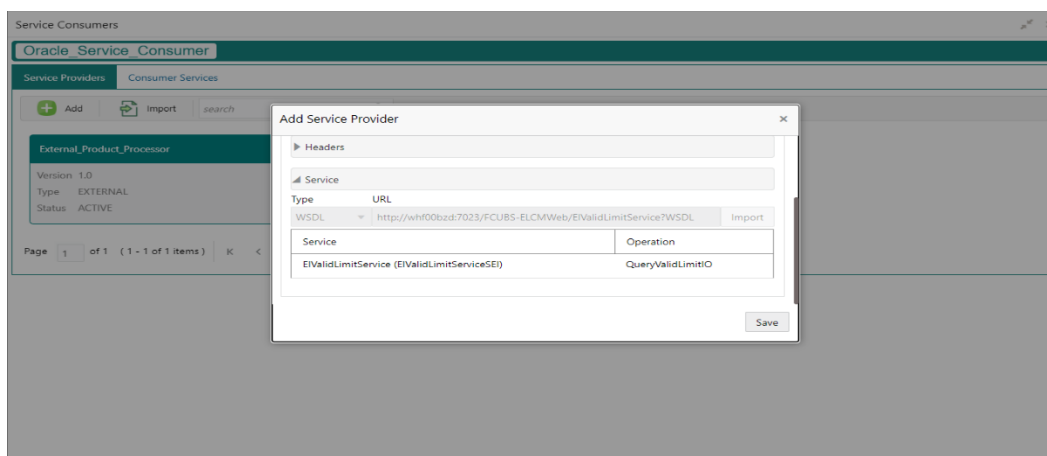 Service Consumers
Oracle_Service_Consumer
Service Providers Consumer Services
Add Import search
External_Product_Processor
Version 1.0
Type EXTERNAL
Status ACTIVE
Page 1 of 1 (1 - 1 of 1 items) K <
Add Service Provider ×
Headers
Service
Type URL
WSDL http://whf00bzd:7023/FCUBS-ELCMWeb/ElValidLimitService?WSDL Import
Service Operation
ElValidLimitService (ElValidLimitServiceSEI) QueryValidLimitIO
Save